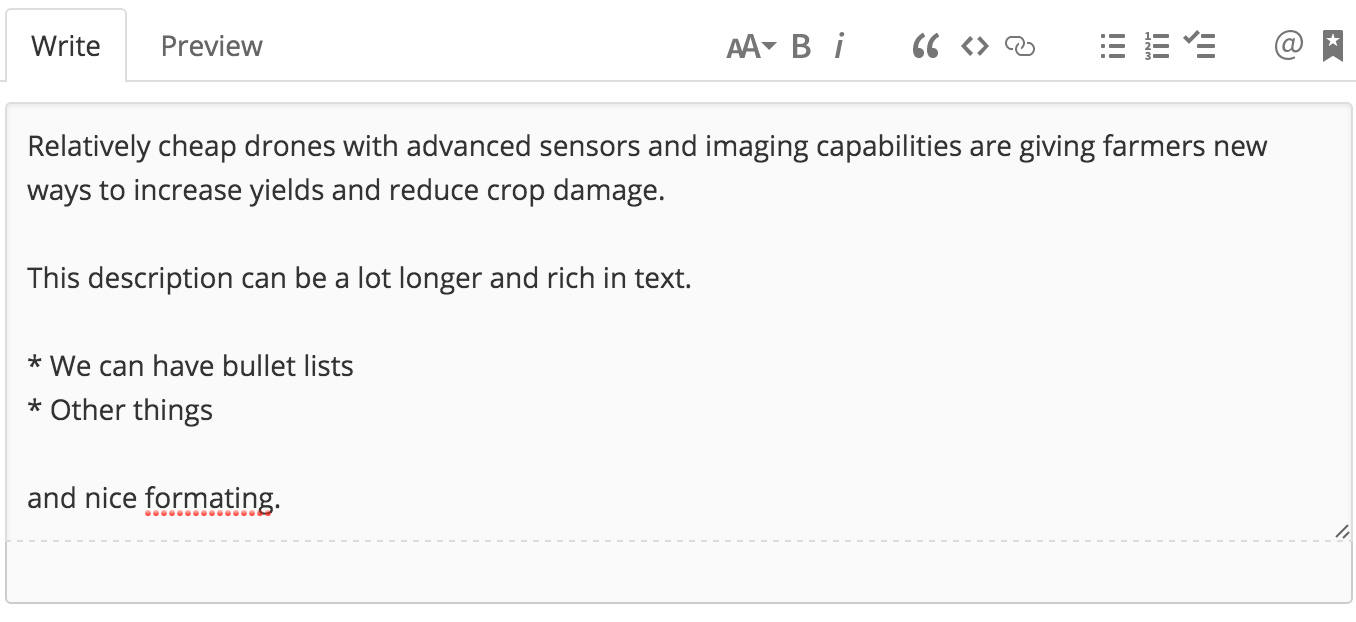 Write Preview AA B i @
Relatively cheap drones with advanced sensors and imaging capabilities are giving farmers new
ways to increase yields and reduce crop damage.
This description can be a lot longer and rich in text.
* We can have bullet lists
* Other things
and nice formating.